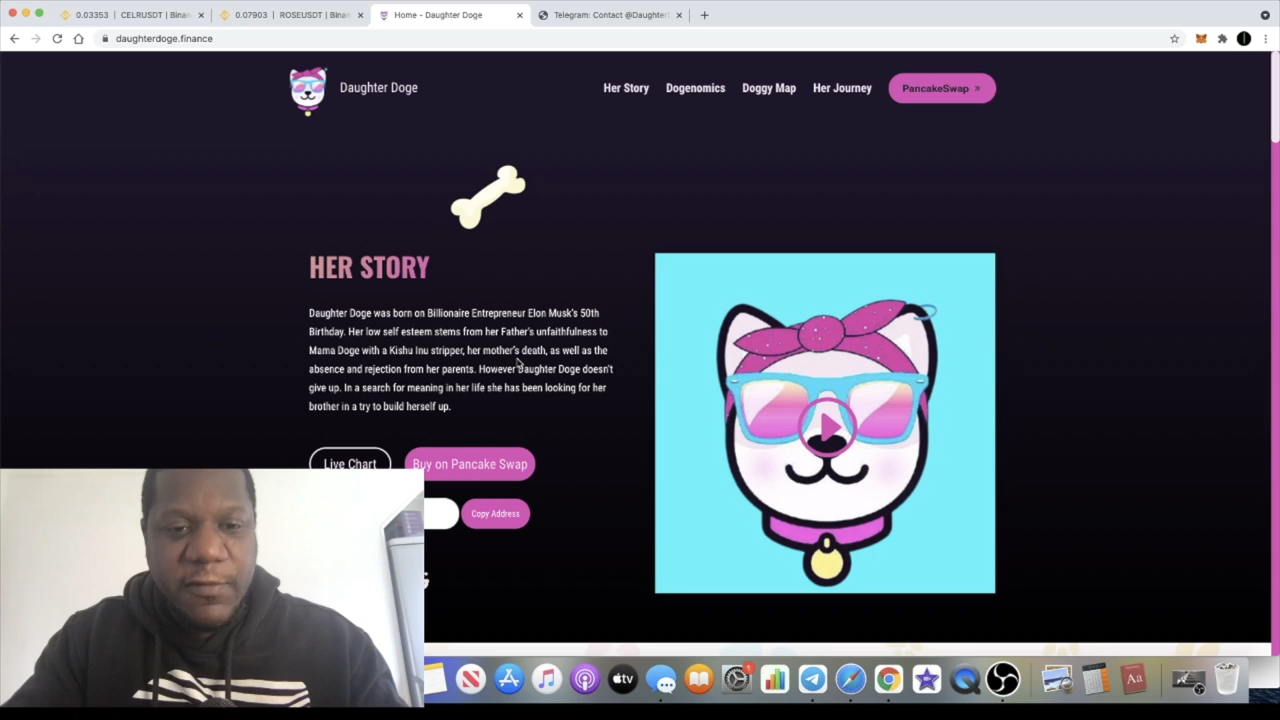 0.03353 | CELRUSDT | Binan
0.07903 | ROSEUSDT | Binan
Home - Daughter Doge
Telegram: Contact @Daughter
daughterdoge.finance
Daughter Doge
Her Story
Dogenomics
Doggy Map
Her Journey
PancakeSwap »
HER STORY
Daughter Doge was born on Billionaire Entrepreneur Elon Musk's 50th
Birthday. Her low self esteem stems from her Father's unfaithfulness to
Mama Doge with a Kishu Inu stripper, her mother's death, as well as the
absence and rejection from her parents. However Daughter Doge doesn't
give up. In a search for meaning in her life she has been looking for her
brother in a try to build herself up.
Live Chart
Buy on Pancake Swap
Copy Address
tv
1
Aa